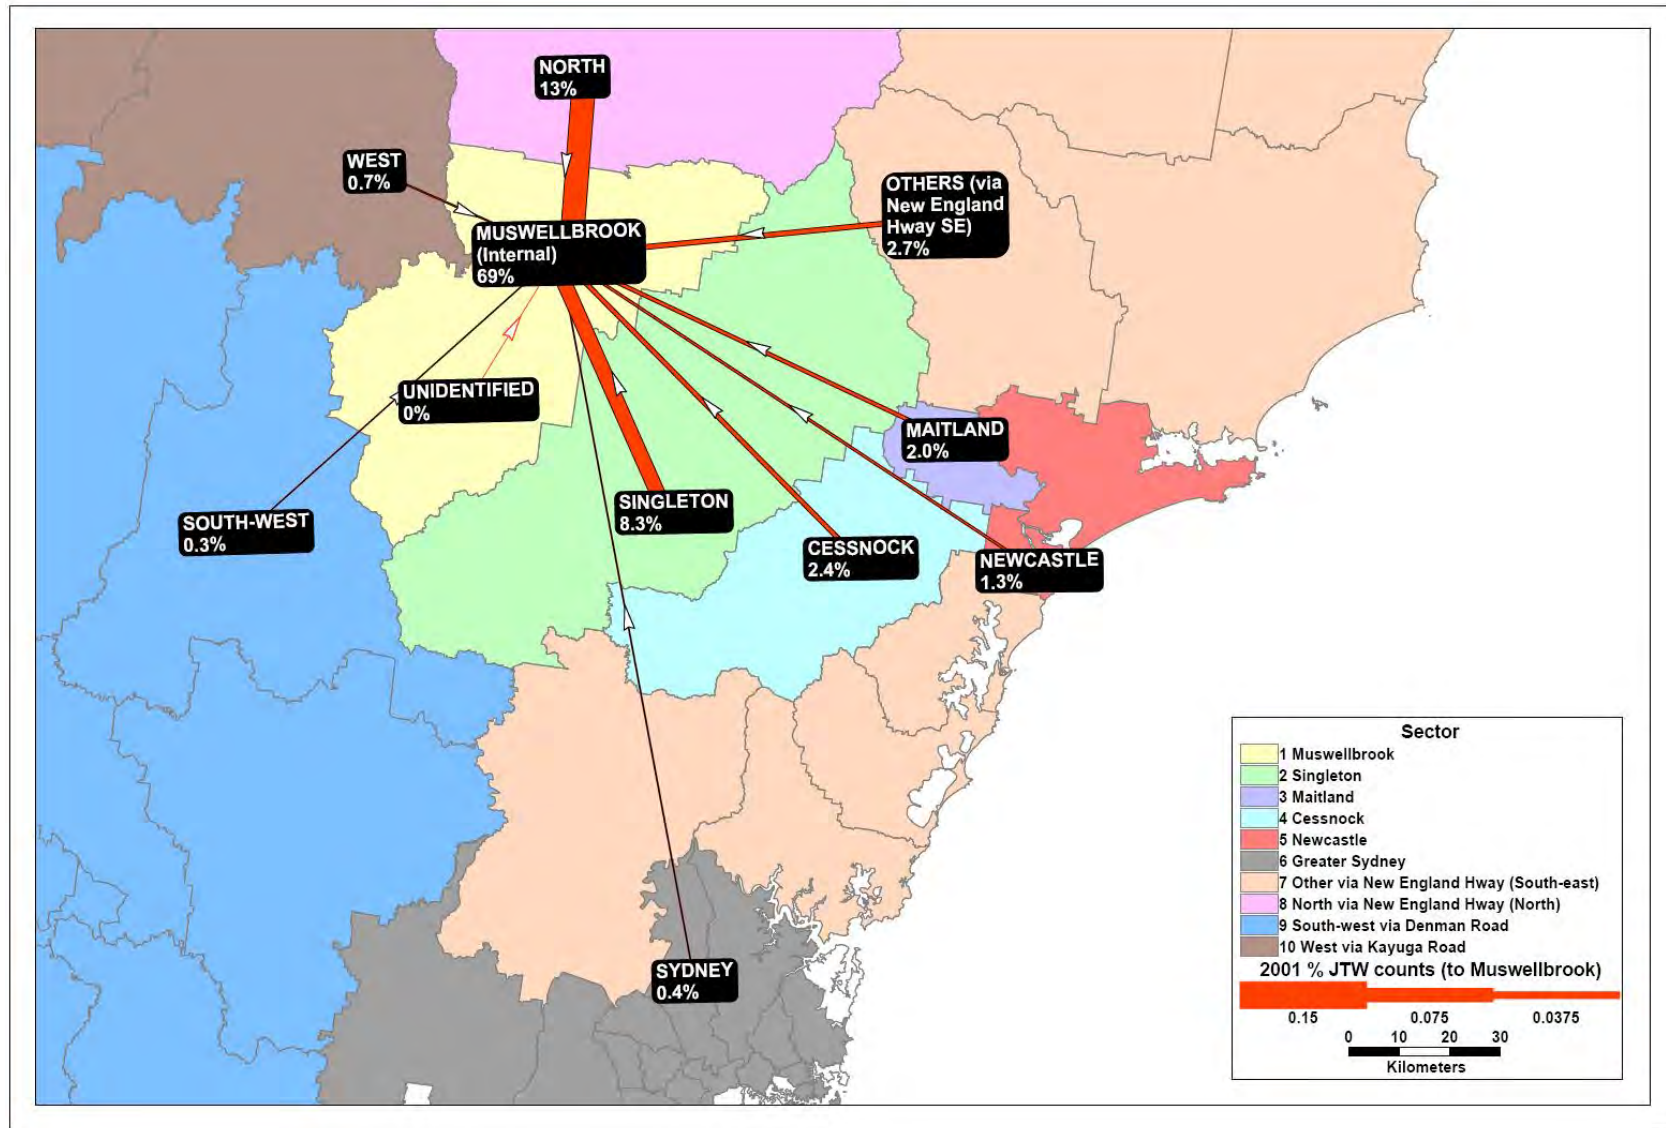 NORTH
13%
WEST
0.7%
OTHERS (via
New England
Hway SE)
2.7%
MUSWELLBROOK
(Internal)
69%
UNIDENTIFIED
0%
MAITLAND
2.0%
SINGLETON
8.3%
SOUTH-WEST
0.3%
CESSNOCK
2.4%
NEWCASTLE
1.3%
SYDNEY
0.4%
Sector
1 Muswellbrook
2 Singleton
3 Maitland
4 Cessnock
5 Newcastle
6 Greater Sydney
7 Other via New England Hway (South-east)
8 North via New England Hway (North)
9 South-west via Denman Road
10 West via Kayuga Road
2001 % JTW counts (to Muswellbrook)
0.15 0.075 0.0375
0 10 20 30
Kilometers